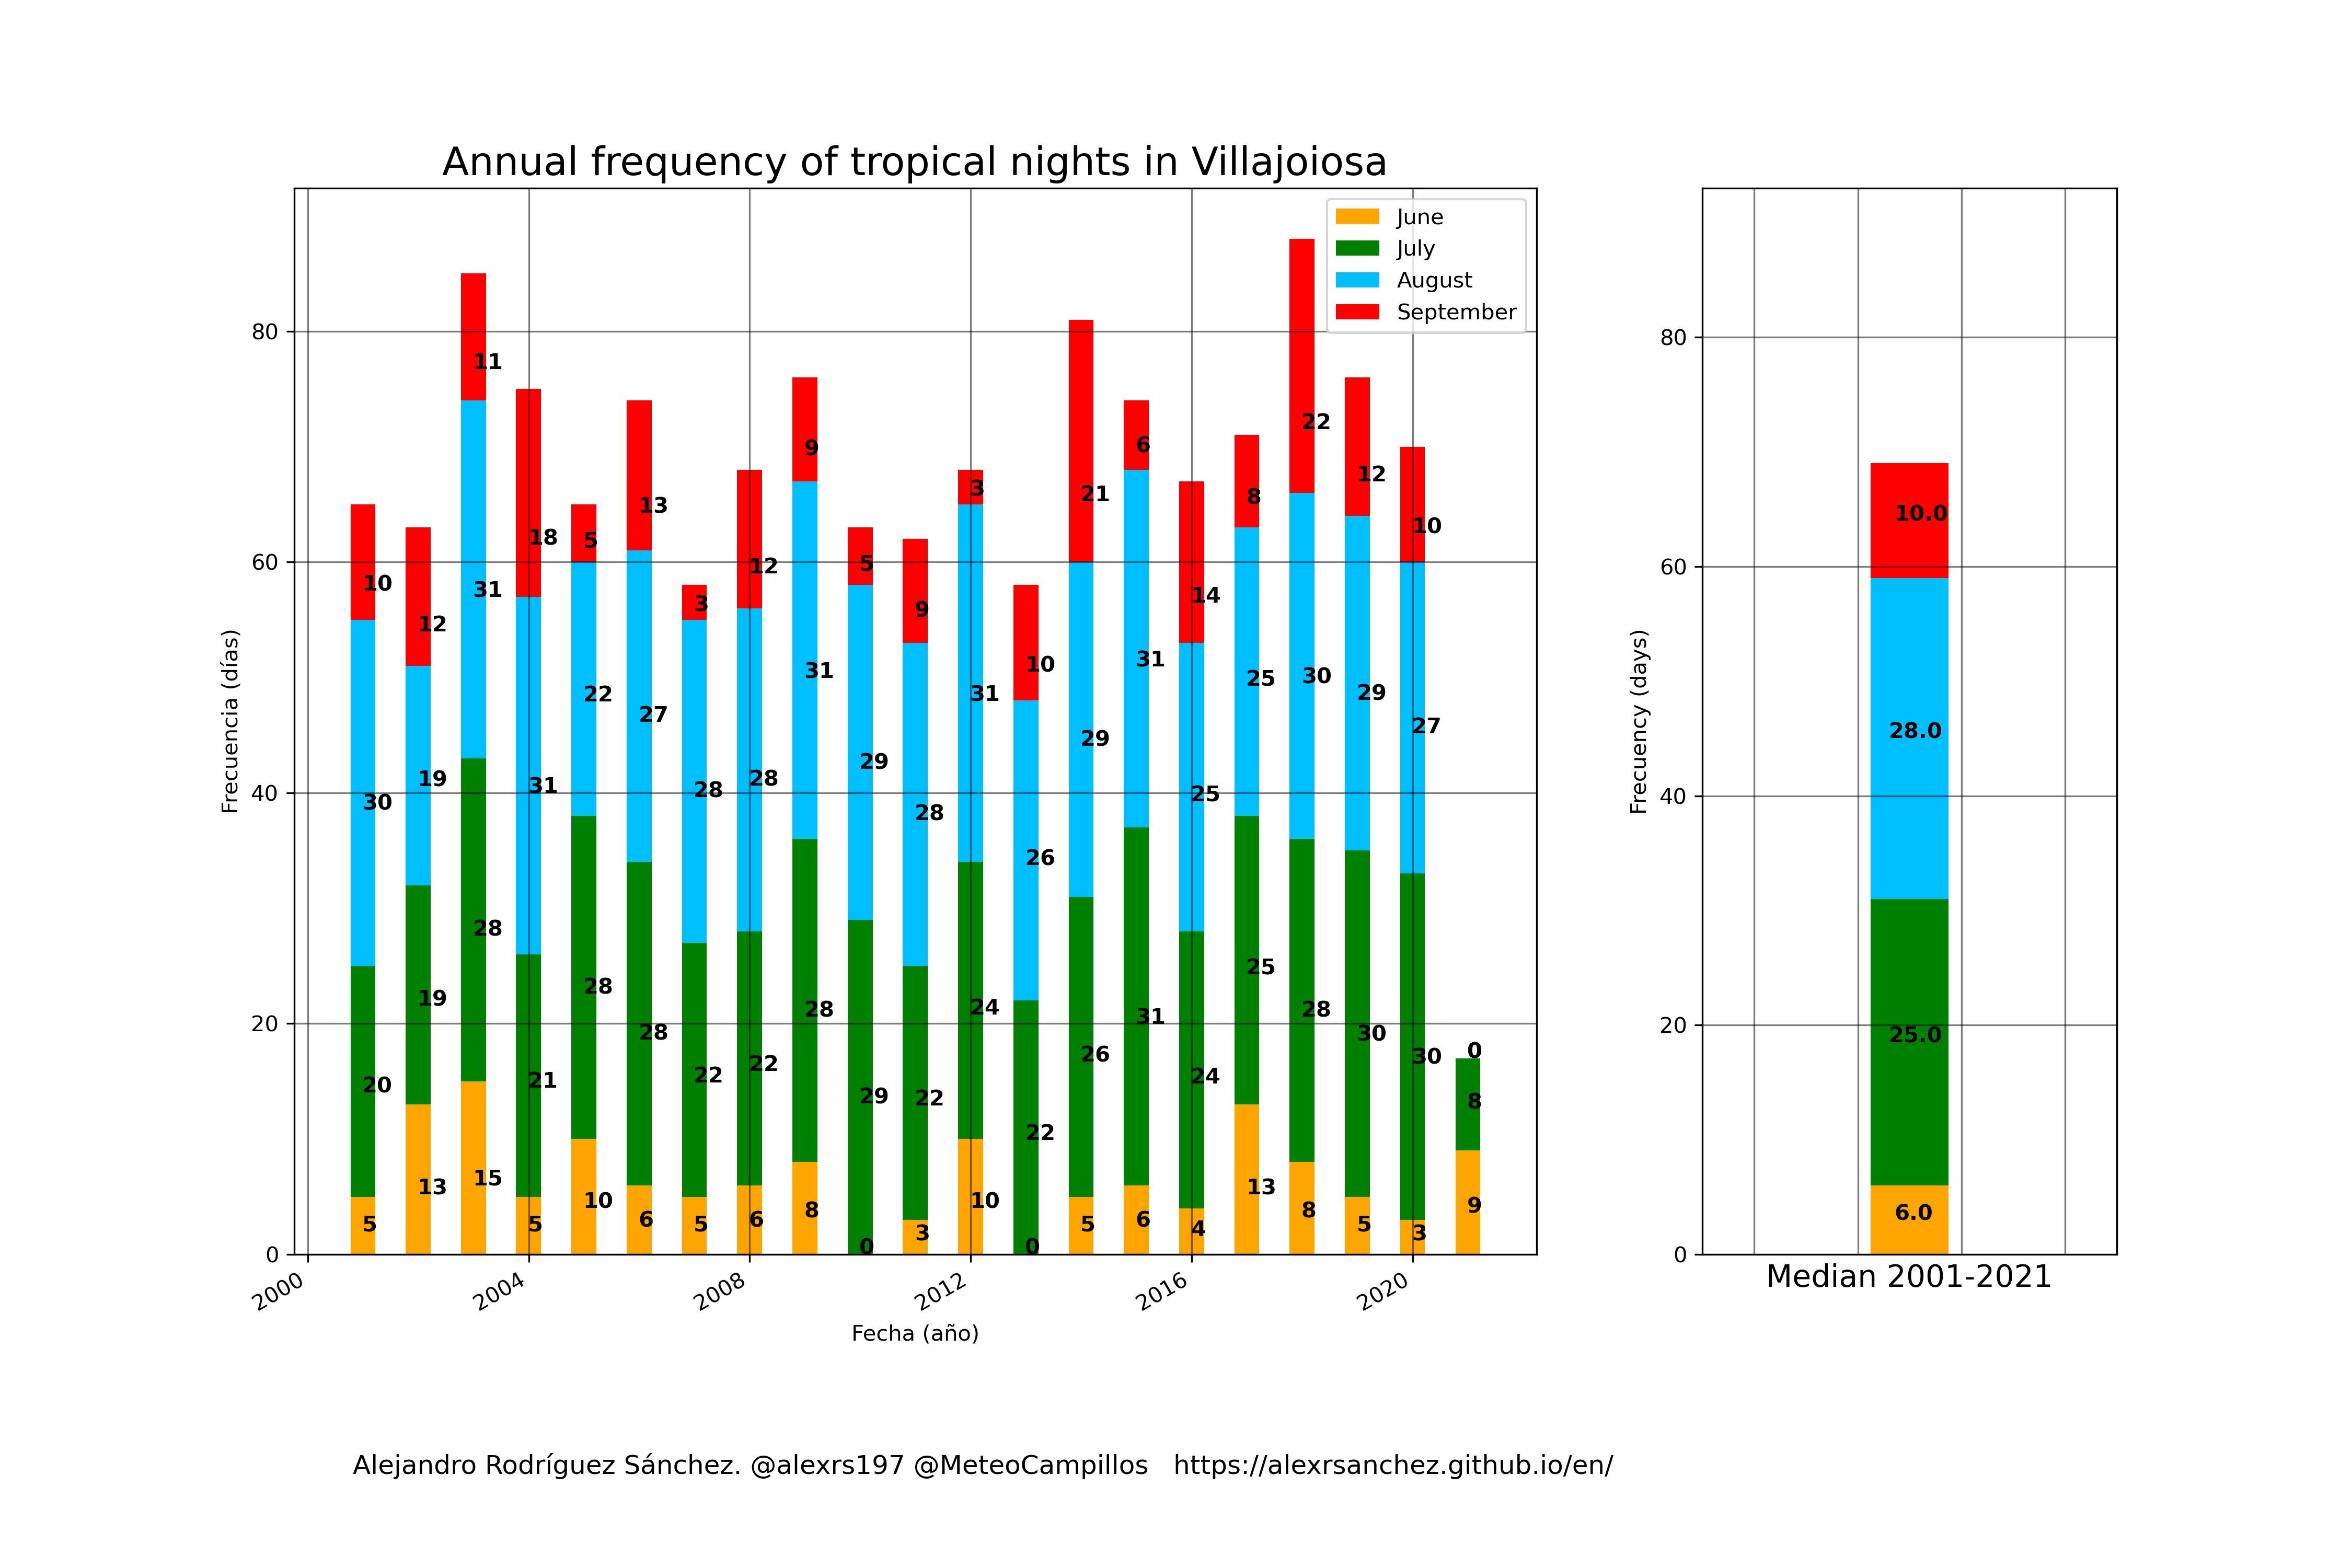 Annual frequency of tropical nights in Villajoiosa
June
July
August
September
Frecuencia (días)
80
60
40
20
0
10 30 20 5
12 19 19 13
11 31 28 15
18 31 21 5
5 22 28 10
13 27 28 6
3 28 22 5
12 28 22 6
9 31 28 8
5 29 29 0
9 28 22 3
3 31 24 10
10 26 22 0
21 29 26 5
6 31 31 6
14 25 24 4
8 25 25 13
22 30 28 8
12 29 30 5
10 27 30 3
0 8 9
2000 2004 2008 2012 2016 2020
Fecha (año)
Frecuency (days)
80
60
40
20
0
10.0
28.0
25.0
6.0
Median 2001-2021
Alejandro Rodríguez Sánchez. @alexrs197 @MeteoCampillos https://alexrsanchez.github.io/en/